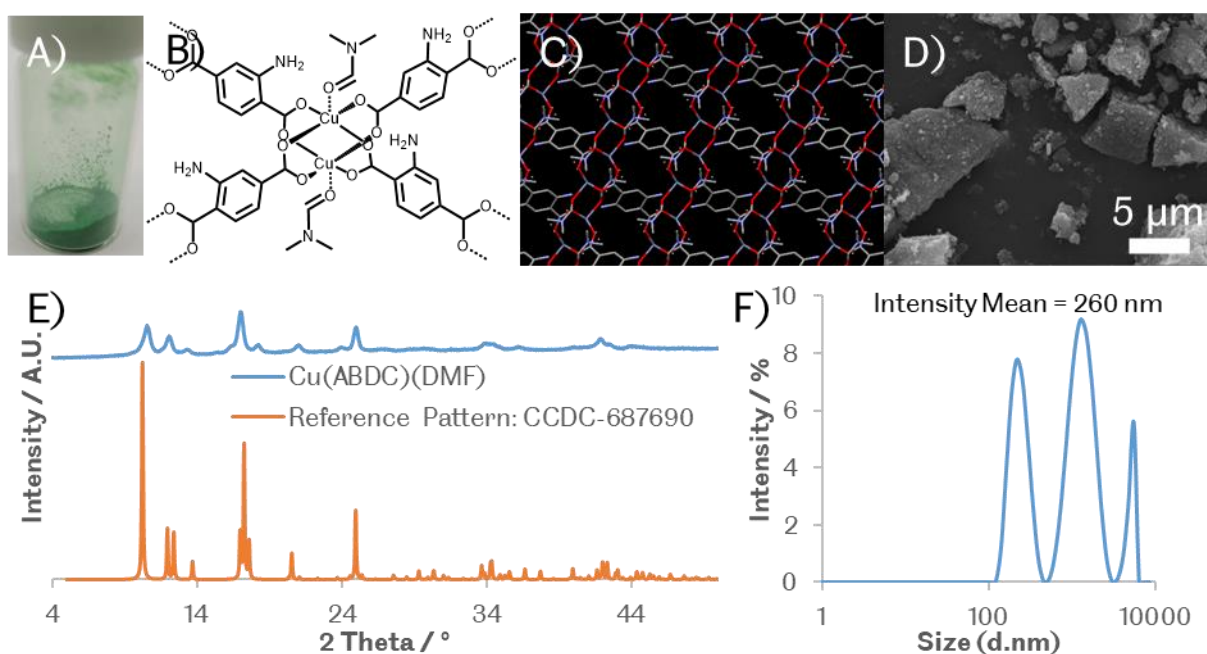 A)
B)
C)
D)
O
O
NH₂
N
O
O
NH₂
O
O
O
O
O
O
Cu
O
O
H₂N
Cu
O
O
H₂N
O
O
O
O
N
O
O
5 µm
E)
Cu(ABDC)(DMF)
Reference Pattern: CCDC-687690
Intensity / A.U.
4
14
24
34
44
2 Theta / °
F)
Intensity Mean = 260 nm
Intensity / %
10
8
6
4
2
0
1
100
10000
Size (d.nm)